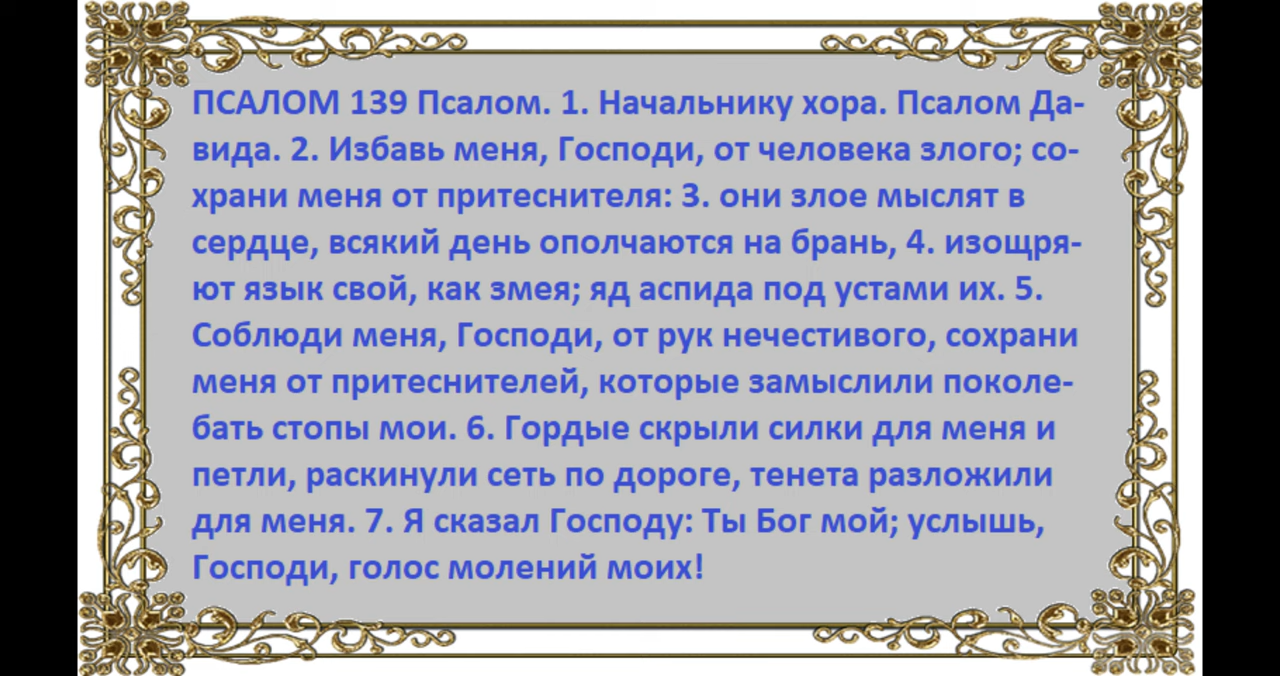 ПСАЛОМ 139 Псалом. 1. Начальнику хора. Псалом Да-
вида. 2. Избавь меня, Господи, от человека злого; со-
храни меня от притеснителя: 3. они злое мыслят в
сердце, всякий день ополчаются на брань, 4. изощря-
ют язык свой, как змея; яд аспида под устами их. 5.
Соблюди меня, Господи, от рук нечестивого, сохрани
меня от притеснителей, которые замыслили поколе-
бать стопы мои. 6. Гордые скрыли силки для меня и
петли, раскинули сеть по дороге, тенета разложили
для меня. 7. Я сказал Господу: Ты Бог мой; услышь,
Господи, голос молений моих!